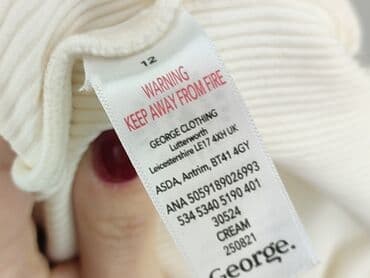 12
WARNING
KEEP AWAY FROM FIRE
GEORGE CLOTHING
Lutterworth
Leicestershire LE17 4XH UK
ASDA, Antrim, BT41 4GY
ANA 5059189026993
534 5340 5190 401
30524
CREAM
250821
George.